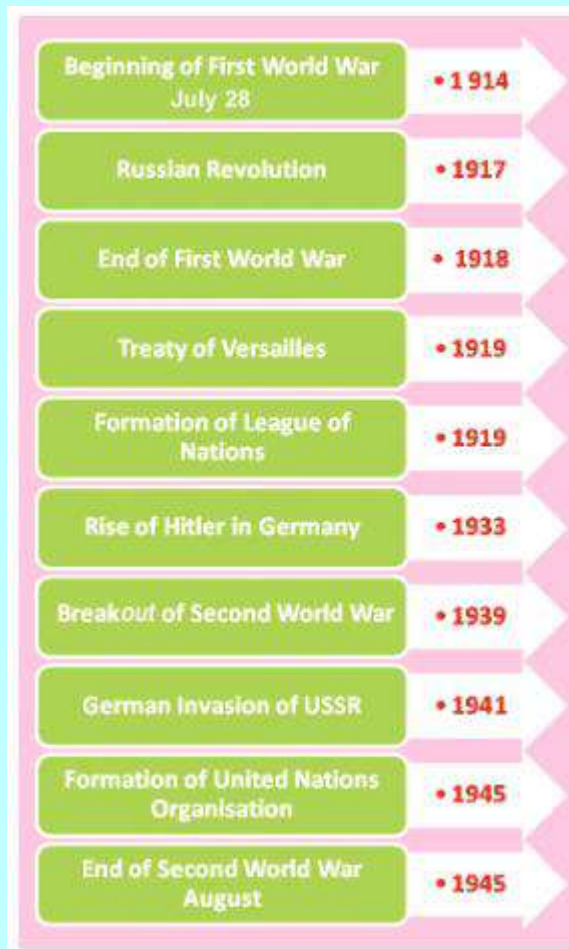 Beginning of First World War
July 28
• 1914
Russian Revolution
• 1917
End of First World War
• 1918
Treaty of Versailles
• 1919
Formation of League of
Nations
• 1919
Rise of Hitler in Germany
• 1933
Breakout of Second World War
• 1939
German Invasion of USSR
• 1941
Formation of United Nations
Organisation
• 1945
End of Second World War
August
• 1945